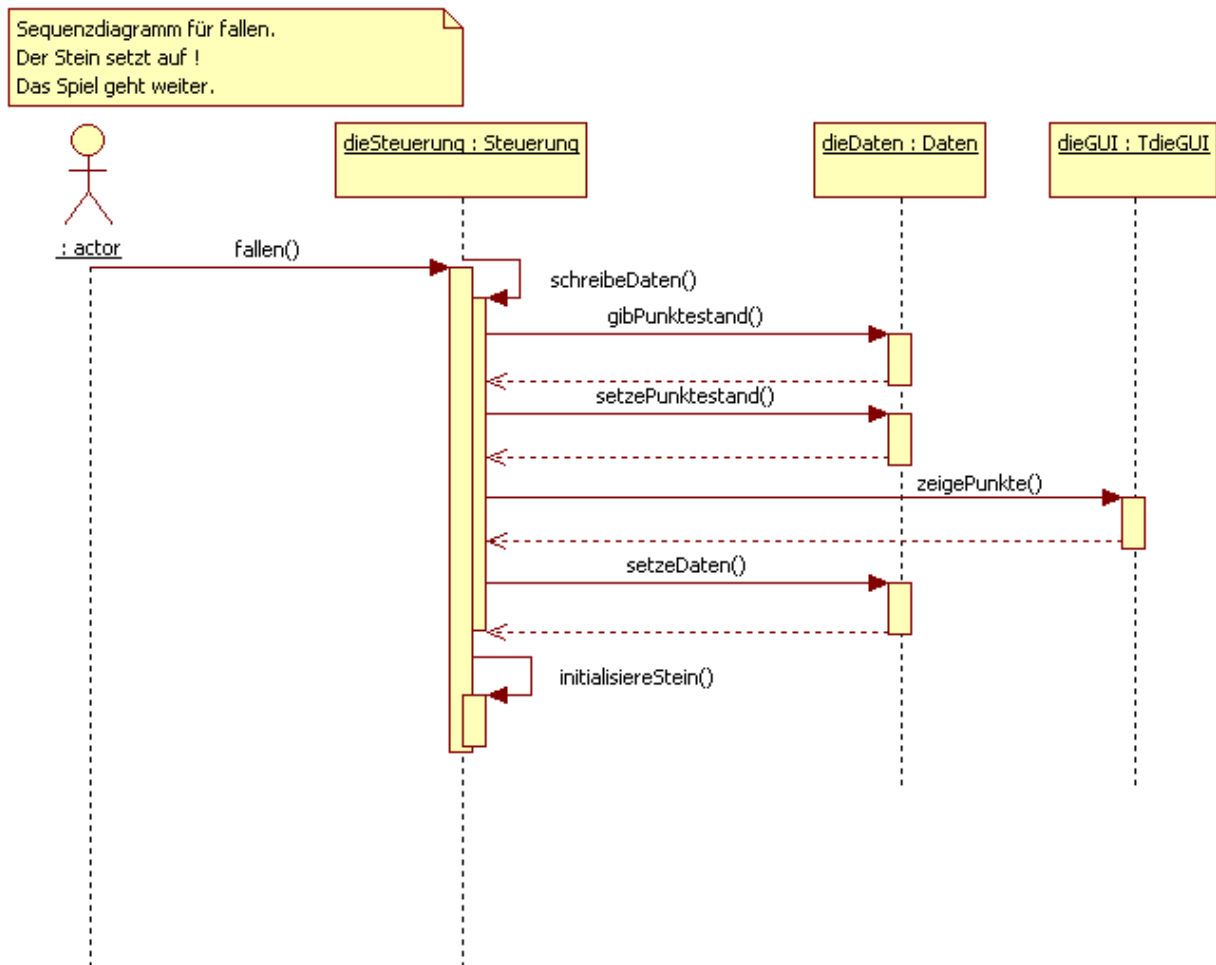 Sequenzdiagramm für fallen.
Der Stein setzt auf !
Das Spiel geht weiter.
dieSteuerung : Steuerung
dieDaten : Daten
dieGUI : TdieGUI
: actor
fallen()
schreibeDaten()
gibPunktestand()
setzePunktestand()
zeigePunkte()
setzeDaten()
initialisiereStein()